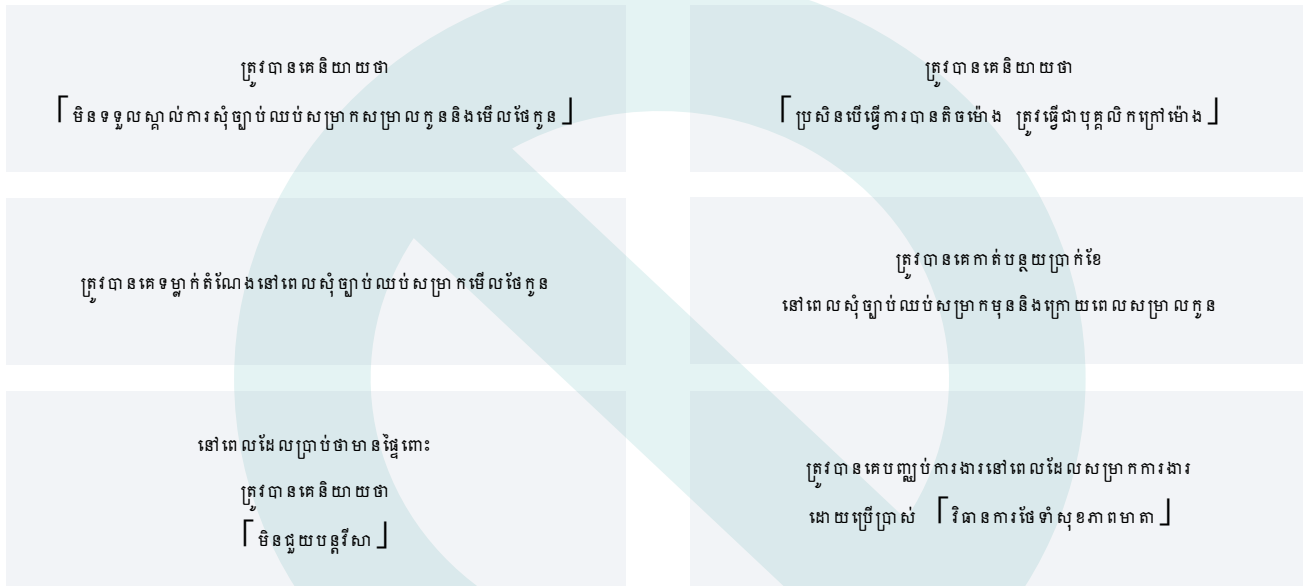 ត្រូវបានគេនិយាយថា
「មិនទទួលស្គាល់ការសុំច្បាប់ឈប់សម្រាកសម្រាលកូននិងមើលថែកូន」
ត្រូវបានគេនិយាយថា
「ប្រសិនបើធ្វើការបានតិចម៉ោង ត្រូវធ្វើជាបុគ្គលិកក្រៅម៉ោង」
ត្រូវបានគេទម្លាក់តំណែងនៅពេលសុំច្បាប់ឈប់សម្រាកមើលថែកូន
ត្រូវបានគេកាត់បន្ថយប្រាក់ខែ
នៅពេលសុំច្បាប់ឈប់សម្រាកមុននិងក្រោយពេលសម្រាលកូន
នៅពេលដែលប្រាប់ថាមានផ្ទៃពោះ
ត្រូវបានគេនិយាយថា
「មិនជួយបន្តវីសា」
ត្រូវបានគេបញ្ឈប់ការងារនៅពេលដែលសម្រាកការងារ
ដោយប្រើប្រាស់ 「វិធានការថែទាំសុខភាពមាតា」